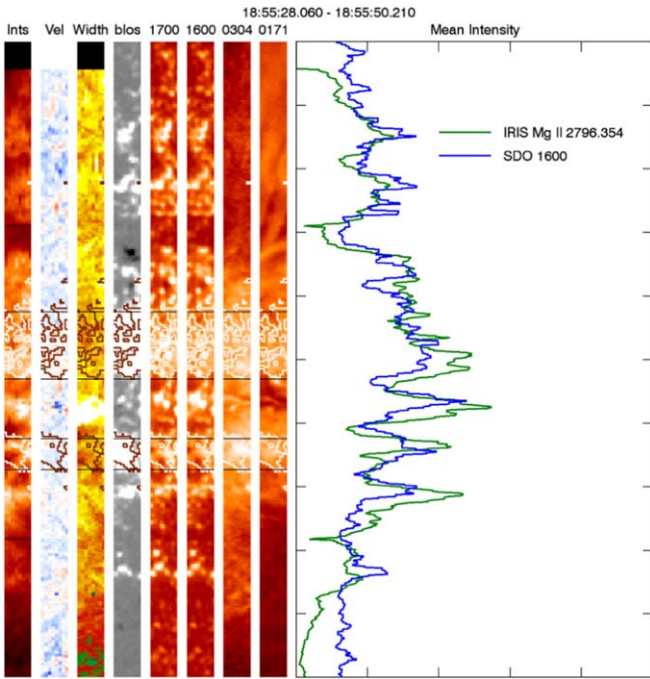 18:55:28.060 - 18:55:50.210
Ints Vel Width blos 1700 1600 0304 0171 Mean Intensity
IRIS Mg II 2796.354
SDO 1600